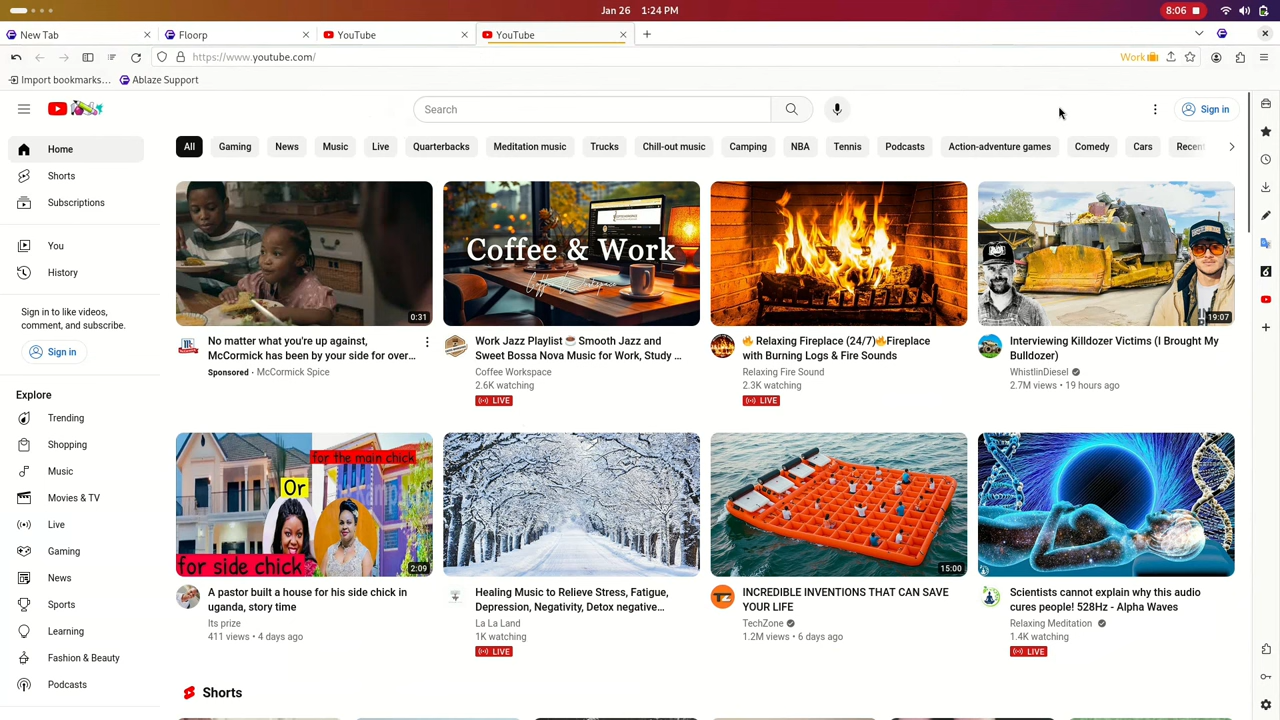 Jan 26 1:24 PM
8:06
New Tab
Floorp
YouTube
YouTube
https://www.youtube.com/
Work
Import bookmarks...
Ablaze Support
Search
Sign in
Home
Shorts
Subscriptions
You
History
Sign in to like videos,
comment, and subscribe.
Sign in
Explore
Trending
Shopping
Music
Movies & TV
Live
Gaming
News
Sports
Learning
Fashion & Beauty
Podcasts
All Gaming News Music Live Quarterbacks Meditation music Trucks Chill-out music Camping NBA Tennis Podcasts Action-adventure games Comedy Cars Recen
0:31
No matter what you're up against,
McCormick has been by your side for over...
Sponsored · McCormick Spice
Coffee & Work
Work Jazz Playlist ☕ Smooth Jazz and
Sweet Bossa Nova Music for Work, Study ...
Coffee Workspace
2.6K watching
LIVE
🔥 Relaxing Fireplace (24/7)🔥Fireplace
with Burning Logs & Fire Sounds
Relaxing Fire Sound
2.3K watching
LIVE
19:07
Interviewing Killdozer Victims (I Brought My
Bulldozer)
WhistlinDiesel
2.7M views • 19 hours ago
for the main chick
Or
for side chick
2:09
A pastor built a house for his side chick in
uganda, story time
Its prize
411 views • 4 days ago
Healing Music to Relieve Stress, Fatigue,
Depression, Negativity, Detox negative...
La La Land
1K watching
LIVE
15:00
INCREDIBLE INVENTIONS THAT CAN SAVE
YOUR LIFE
TechZone
1.2M views • 6 days ago
Scientists cannot explain why this audio
cures people! 528Hz - Alpha Waves
Relaxing Meditation
1.4K watching
LIVE
Shorts